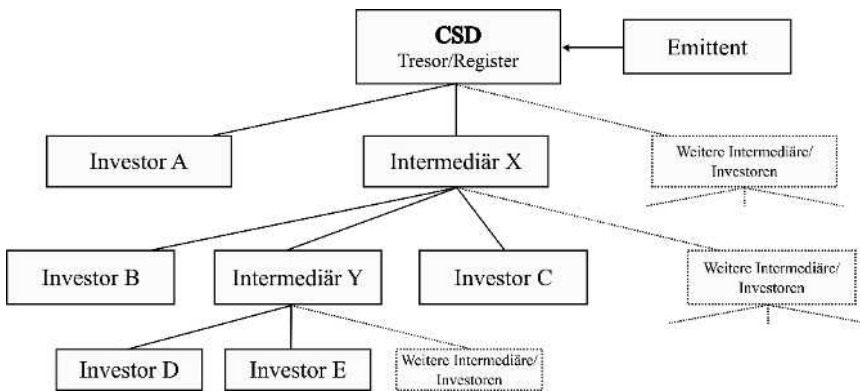 CSD
Tresor/Register
Emittent
Investor A
Intermediär X
Weitere Intermediäre/
Investoren
Investor B
Intermediär Y
Investor C
Weitere Intermediäre/
Investoren
Investor D
Investor E
Weitere Intermediäre/
Investoren